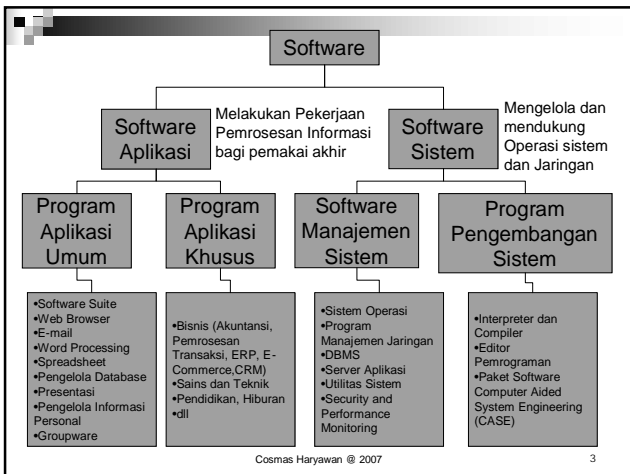 Software
Software
Aplikasi
Melakukan Pekerjaan
Pemrosesan Informasi
bagi pemakai akhir
Software
Sistem
Mengelola dan
mendukung
Operasi sistem
dan Jaringan
Program
Aplikasi
Umum
Program
Aplikasi
Khusus
Software
Manajemen
Sistem
Program
Pengembangan
Sistem
•Software Suite
•Web Browser
•E-mail
•Word Processing
•Spreadsheet
•Pengelola Database
•Presentasi
•Pengelola Informasi
Personal
•Groupware
•Bisnis (Akuntansi,
Pemrosesan
Transaksi, ERP, E-
Commerce,CRM)
•Sains dan Teknik
•Pendidikan, Hiburan
•dll
•Sistem Operasi
•Program
Manajemen Jaringan
•DBMS
•Server Aplikasi
•Utilitas Sistem
•Security and
Performance
Monitoring
•Interpreter dan
Compiler
•Editor
Pemrograman
•Paket Software
Computer Aided
System Engineering
(CASE)
Cosmas Haryawan @ 2007
3